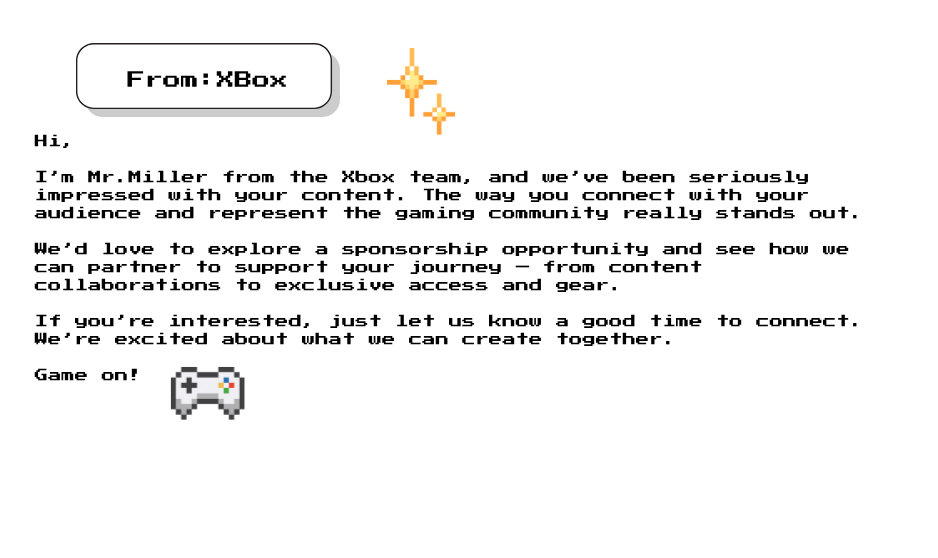 From:XBox
Hi,
I'm Mr.Miller from the Xbox team, and we've been seriously
impressed with your content. The way you connect with your
audience and represent the gaming community really stands out.
We'd love to explore a sponsorship opportunity and see how we
can partner to support your journey — from content
collaborations to exclusive access and gear.
If you're interested, just let us know a good time to connect.
We're excited about what we can create together.
Game on!